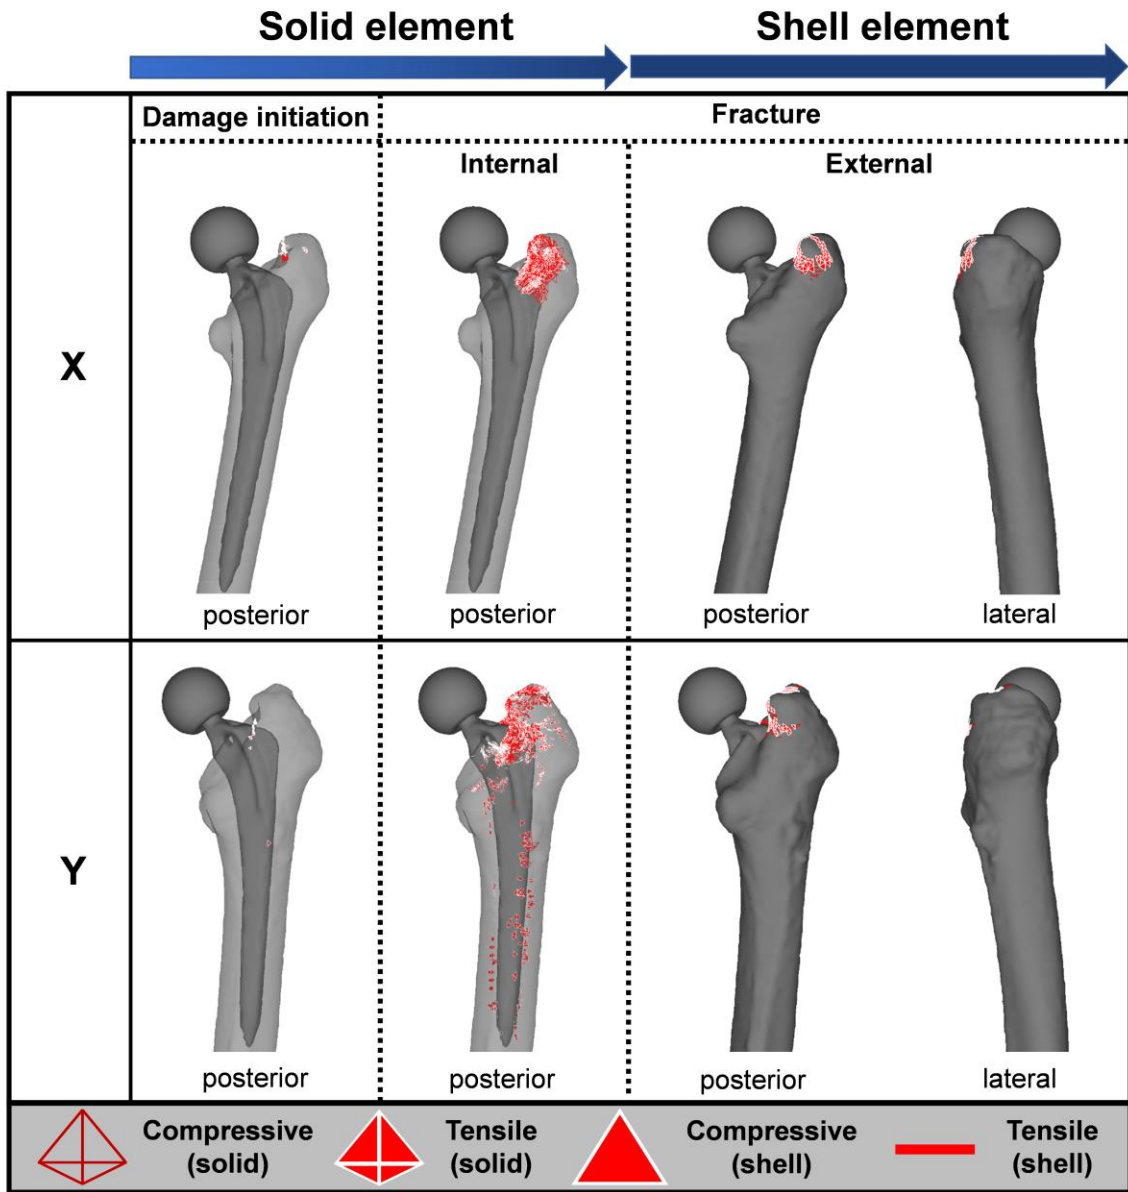 Solid element
Shell element
Damage initiation
Fracture
Internal
External
X
posterior
posterior
posterior
lateral
Y
posterior
posterior
posterior
lateral
Compressive
(solid)
Tensile
(solid)
Compressive
(shell)
Tensile
(shell)